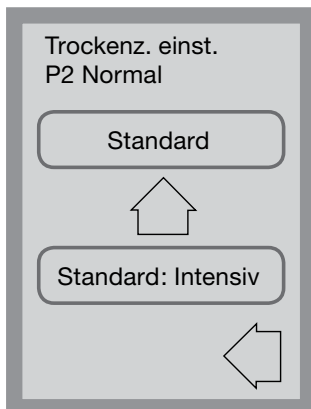 Trockenz. einst.
P2 Normal
Standard
Standard: Intensiv